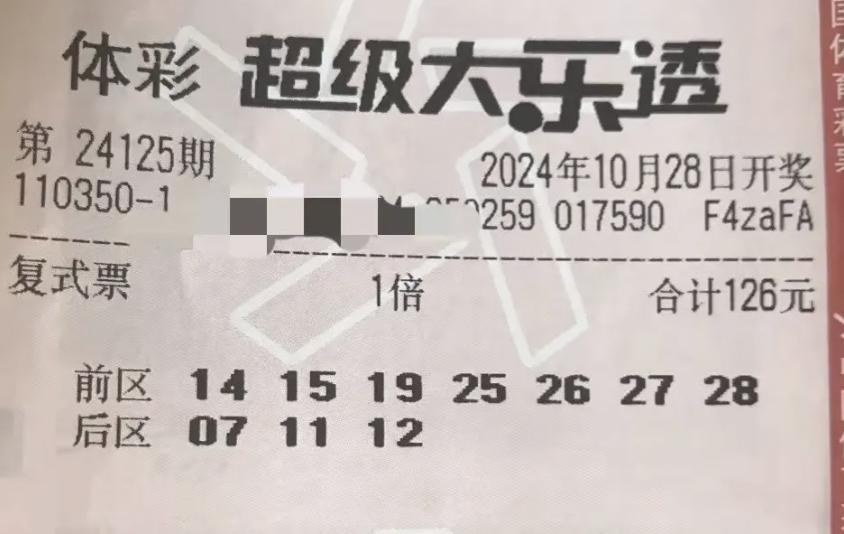 体彩 超级大乐透
第 24125期
2024年10月28日开奖
110350-1 259 017590 F4zaFA
复式票 1倍 合计126元
前区 14 15 19 25 26 27 28
后区 07 11 12
国体育彩票